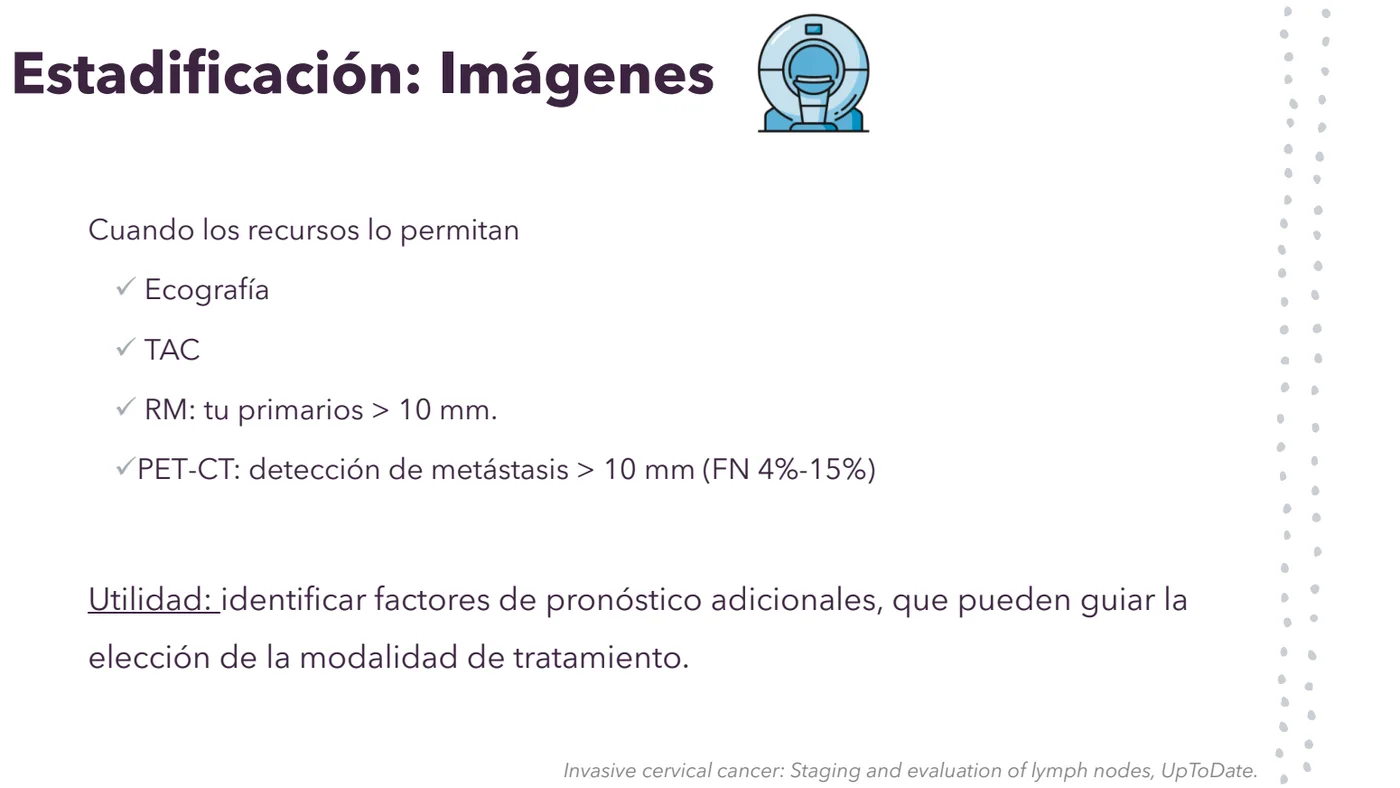 Estadificación: Imágenes
Cuando los recursos lo permitan
✓ Ecografía
✓ TAC
✓ RM: tu primarios > 10 mm.
✓PET-CT: detección de metástasis > 10 mm (FN 4%-15%)
Utilidad: identificar factores de pronóstico adicionales, que pueden guiar la
elección de la modalidad de tratamiento.
Invasive cervical cancer: Staging and evaluation of lymph nodes, UpToDate.